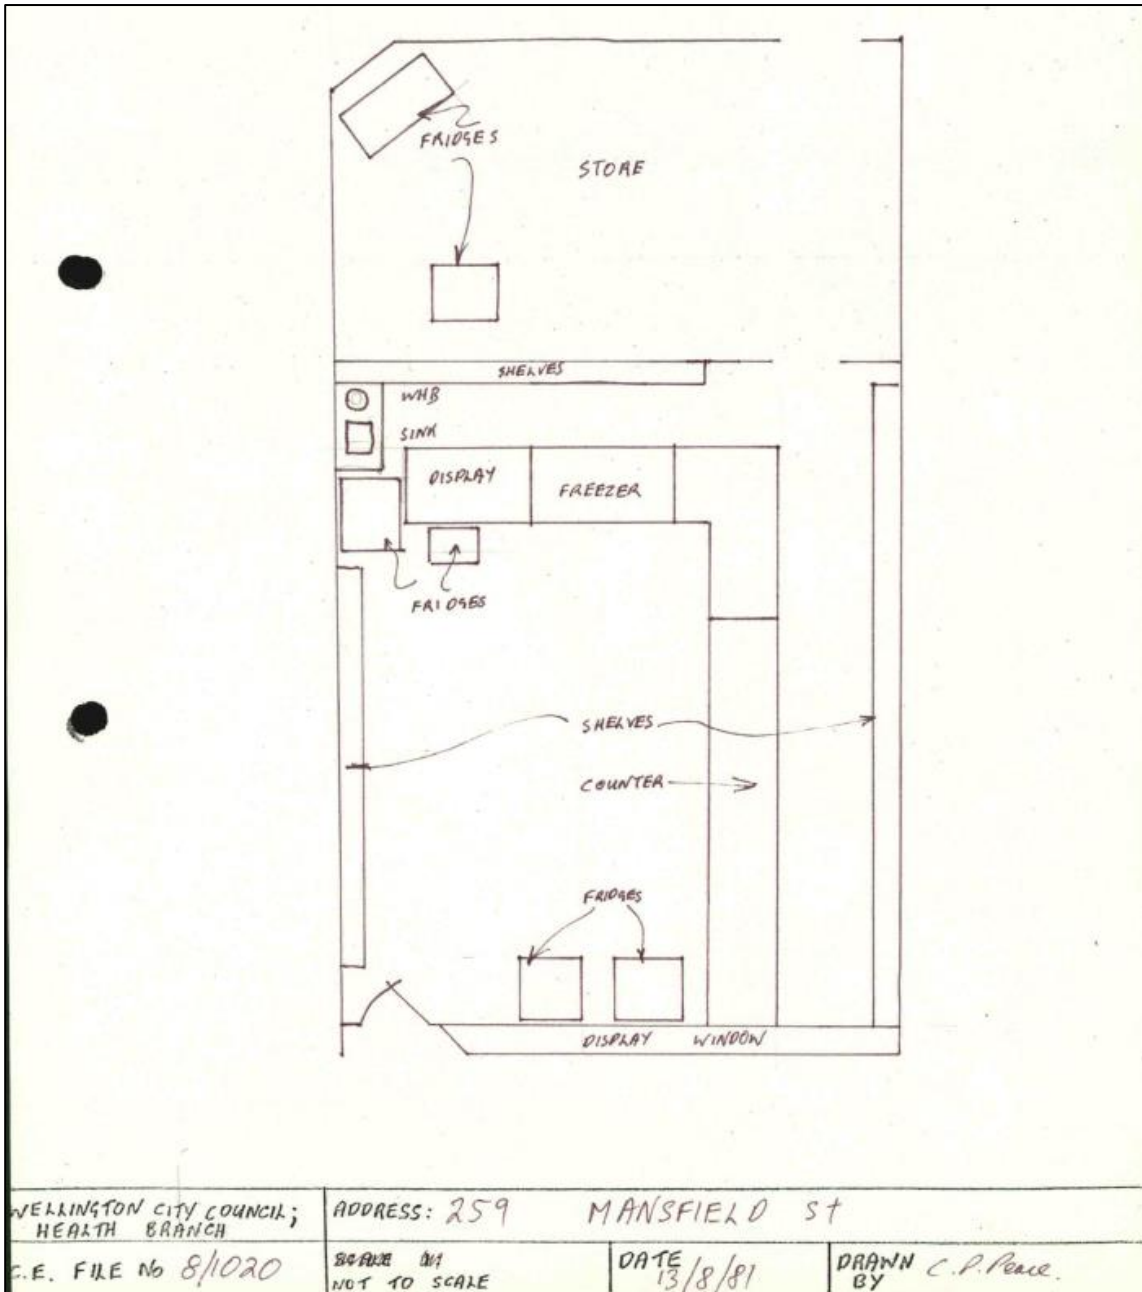 FRIDGES
STORE
SHELVES
WHB
SINK
DISPLAY
FREEZER
FRIDGES
SHELVES
COUNTER
FRIDGES
DISPLAY WINDOW
WELLINGTON CITY COUNCIL;
HEALTH BRANCH
ADDRESS: 259 MANSFIELD St
C.E. FILE No 8/1020
NOT TO SCALE
DATE
13/8/81
DRAWN
BY
C.P.